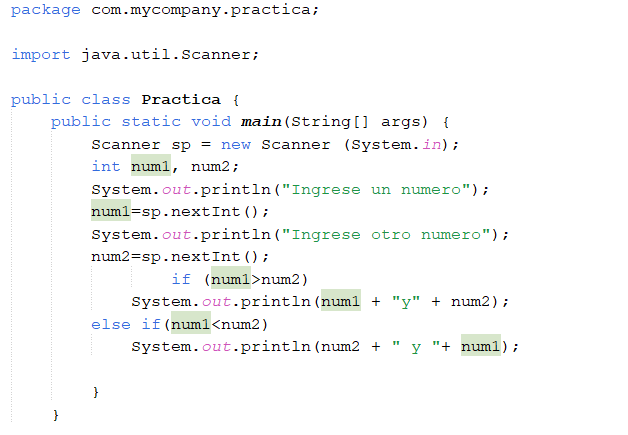 package com.mycompany.practica;
import java.util.Scanner;
public class Practica {
public static void main(String[] args) {
Scanner sp = new Scanner (System.in);
int num1, num2;
System.out.println("Ingrese un numero");
num1=sp.nextInt();
System.out.println("Ingrese otro numero");
num2=sp.nextInt();
if (num1>num2)
System.out.println(num1 + "y" + num2);
else if(num1<num2)
System.out.println(num2 + " y "+ num1);
}
}